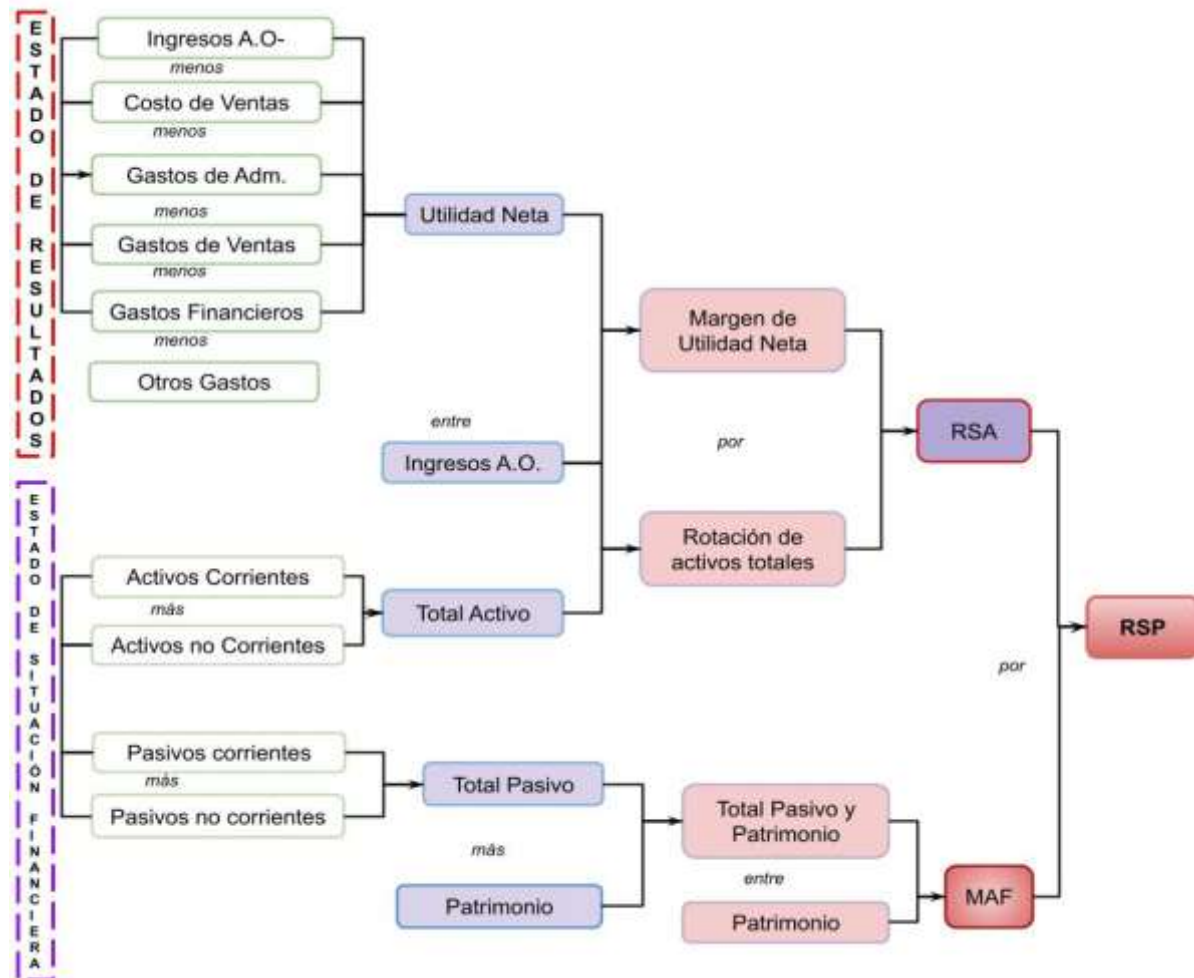 ESTADO DE RESULTADOS
Ingresos A.O-
menos
Costo de Ventas
menos
Gastos de Adm.
menos
Gastos de Ventas
menos
Gastos Financieros
menos
Otros Gastos
Utilidad Neta
entre
Ingresos A.O.
Margen de
Utilidad Neta
por
Rotación de
activos totales
RSA
ESTADO DE SITUACIÓN FINANCIERA
Activos Corrientes
más
Activos no Corrientes
Total Activo
Pasivos corrientes
más
Pasivos no corrientes
Total Pasivo
más
Patrimonio
Total Pasivo y
Patrimonio
entre
Patrimonio
MAF
por
RSP